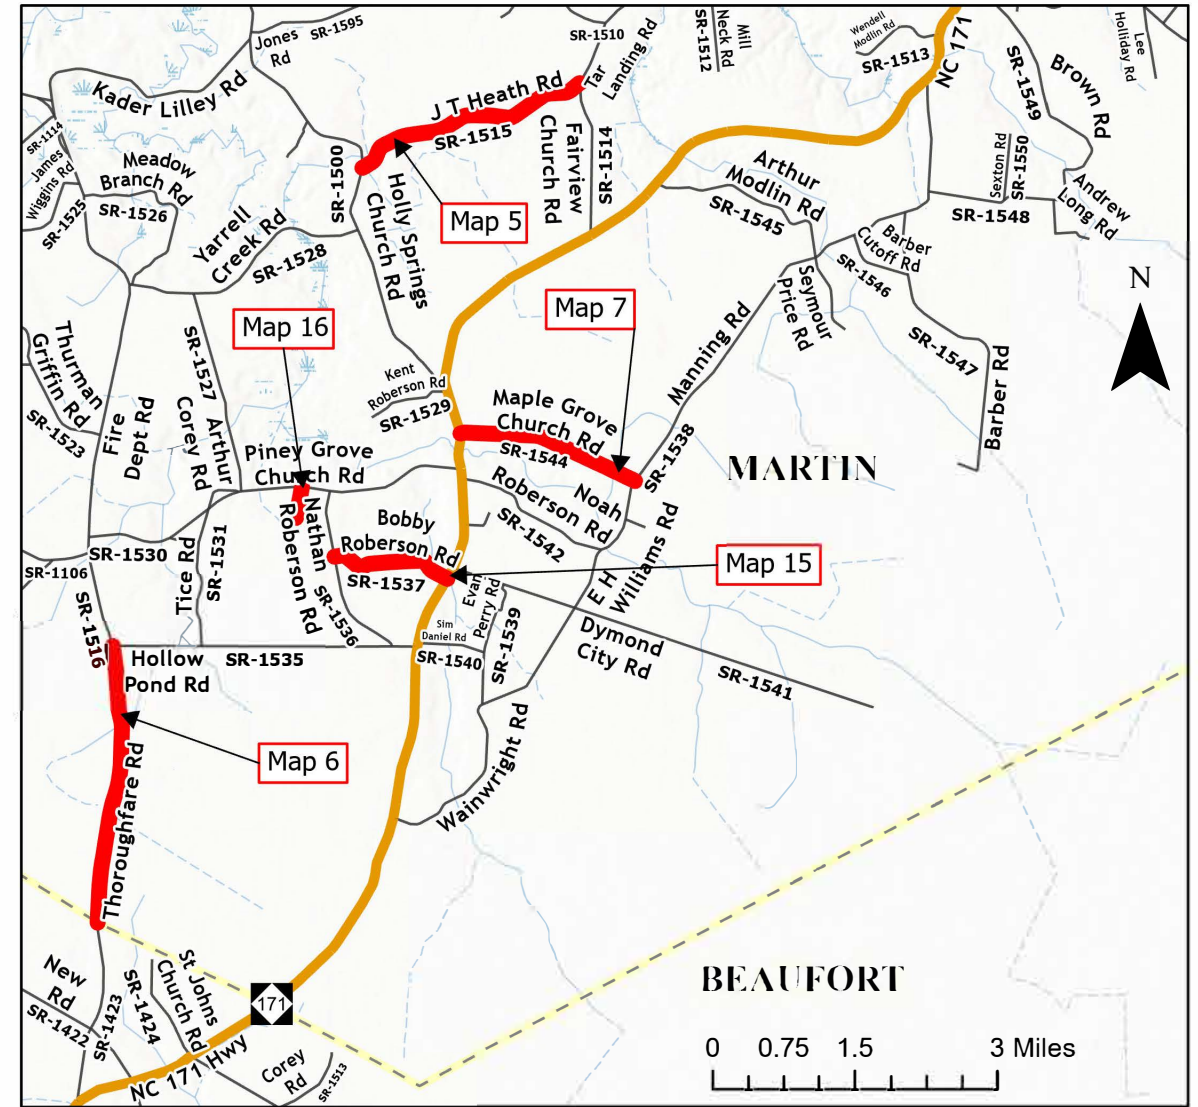 Jones
Rd
SR-1595
SR-1510
Tar
Landing Rd
SR-1512
Mill
Neck Rd
Wendell
Modlin Rd
SR-1513
NC 171
SR-1549
Brown Rd
Lee
Holliday Rd
Kader Lilley Rd
J T Heath Rd
SR-1515
SR-1114
James
Wiggins Rd
SR-1525
Meadow
Branch Rd
SR-1526
SR-1500
Holly Springs
Church Rd
Map 5
Fairview
Church Rd
SR-1514
Arthur
Modlin Rd
SR-1545
Sexton Rd
SR-1550
SR-1548
Andrew
Long Rd
Yarrell
Creek Rd
SR-1528
Barber
Cutoff Rd
SR-1546
Seymour
Price Rd
SR-1547
Barber Rd
N
Map 16
Map 7
Manning Rd
Thurman
Griffin Rd
SR-1523
Fire
Dept Rd
SR-1527
Arthur
Corey Rd
Kent
Roberson Rd
SR-1529
Maple Grove
Church Rd
SR-1544
SR-1538
MARTIN
Piney Grove
Church Rd
Nathan
Roberson Rd
SR-1536
Bobby
Roberson Rd
SR-1537
Noah
Roberson Rd
SR-1542
E H
Williams Rd
Map 15
SR-1530
SR-1106
Tice Rd
SR-1531
SR-1516
Evan
Perry Rd
SR-1539
Sim
Daniel Rd
SR-1540
Dymond
City Rd
SR-1541
Hollow
Pond Rd
SR-1535
Map 6
Thoroughfare Rd
Wainwright Rd
New
Rd
SR-1422
SR-1423
SR-1424
St Johns
Church Rd
171
NC 171 Hwy
Corey
Rd
SR-1513
BEAUFORT
0 0.75 1.5 3 Miles